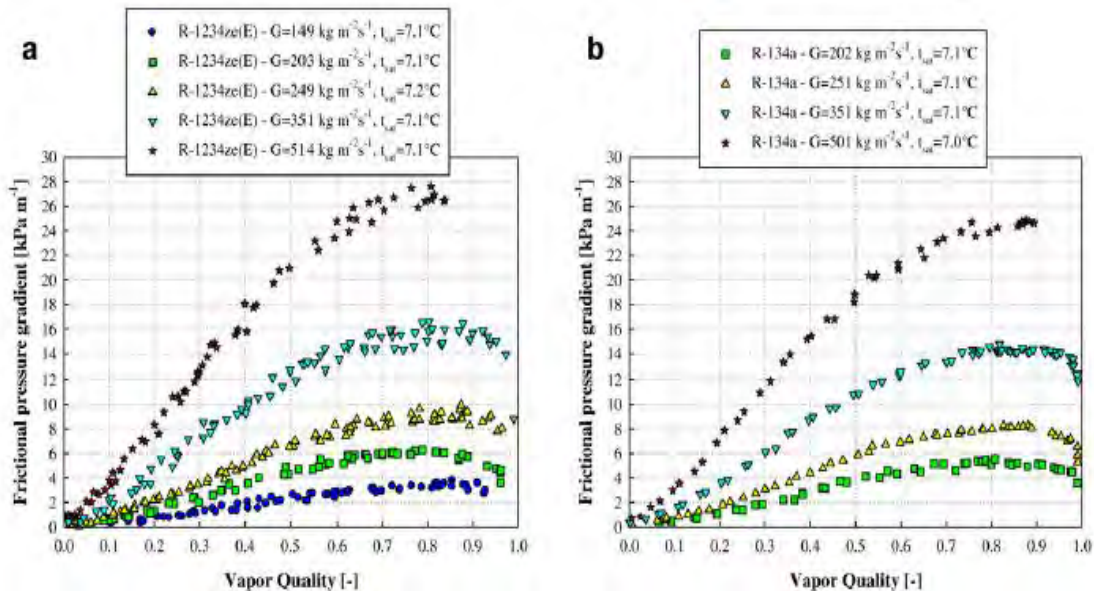 a
R-1234ze(E) - G=149 kg m⁻²s⁻¹, t_sat=7.1°C
R-1234ze(E) - G=203 kg m⁻²s⁻¹, t_sat=7.1°C
R-1234ze(E) - G=249 kg m⁻²s⁻¹, t_sat=7.2°C
R-1234ze(E) - G=351 kg m⁻²s⁻¹, t_sat=7.1°C
R-1234ze(E) - G=514 kg m⁻²s⁻¹, t_sat=7.1°C
Frictional pressure gradient [kPa m⁻¹]
30
28
26
24
22
20
18
16
14
12
10
8
6
4
2
0
0.0 0.1 0.2 0.3 0.4 0.5 0.6 0.7 0.8 0.9 1.0
Vapor Quality [-]
b
R-134a - G=202 kg m⁻²s⁻¹, t_sat=7.1°C
R-134a - G=251 kg m⁻²s⁻¹, t_sat=7.1°C
R-134a - G=351 kg m⁻²s⁻¹, t_sat=7.1°C
R-134a - G=501 kg m⁻²s⁻¹, t_sat=7.0°C
Frictional pressure gradient [kPa m⁻¹]
30
28
26
24
22
20
18
16
14
12
10
8
6
4
2
0
0.0 0.1 0.2 0.3 0.4 0.5 0.6 0.7 0.8 0.9 1.0
Vapor Quality [-]